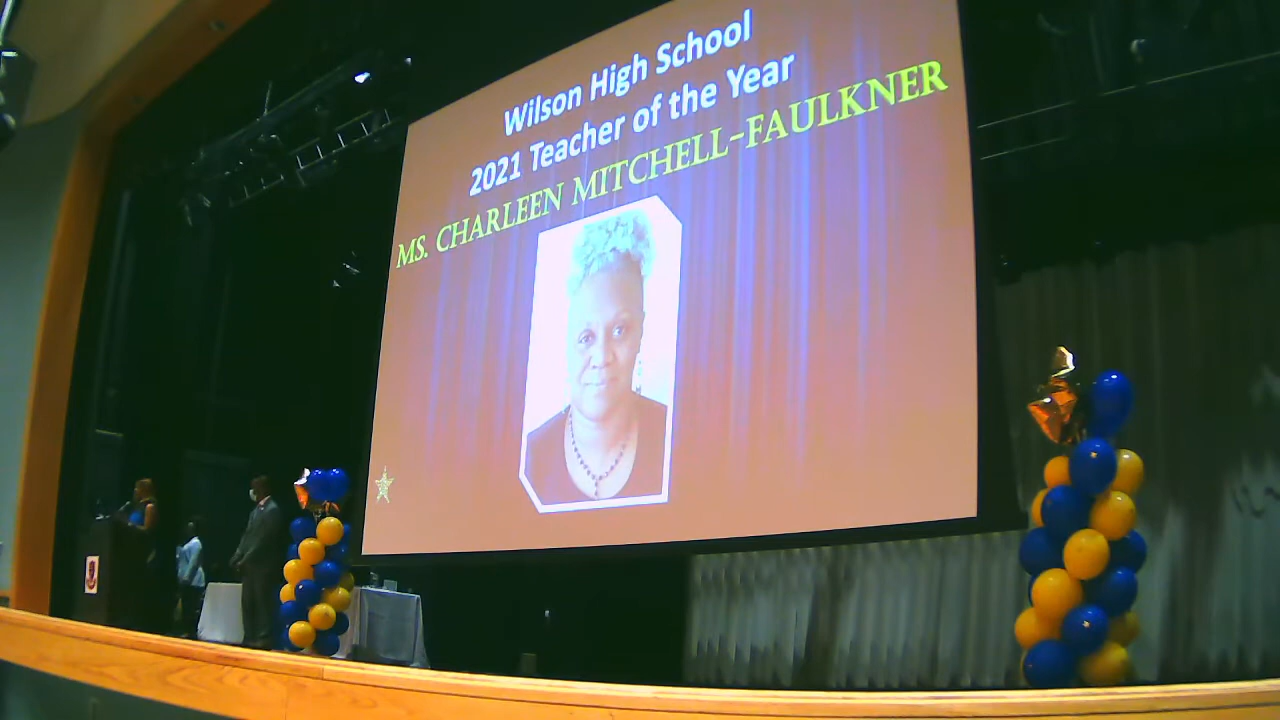 Wilson High School
2021 Teacher of the Year
MS. CHARLEEN MITCHELL-FAULKNER